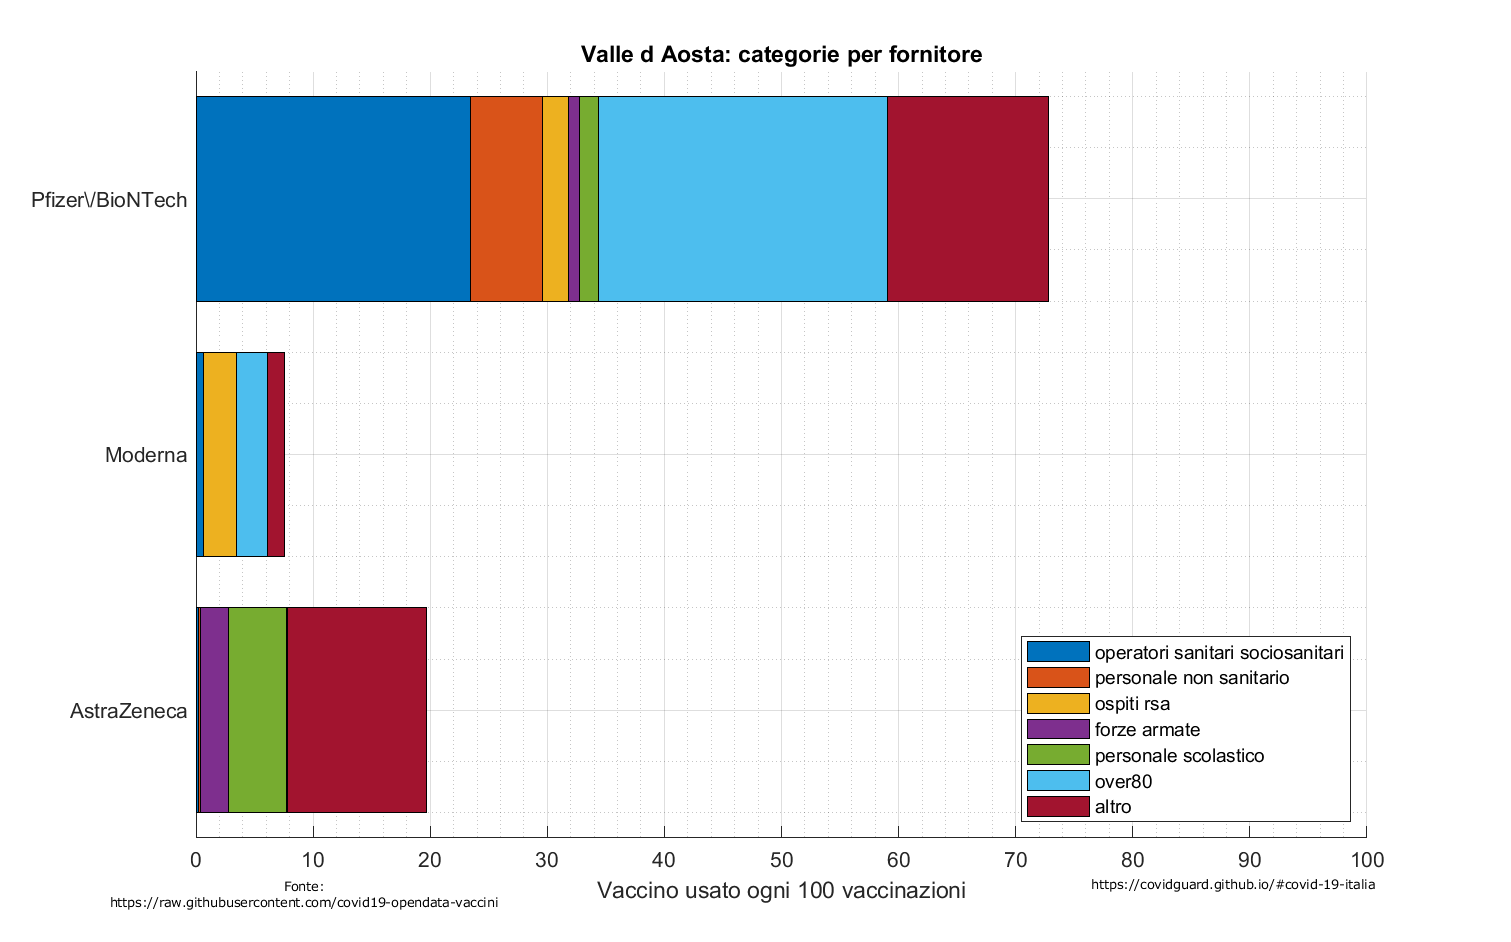 Valle d Aosta: categorie per fornitore
Pfizer\/BioNTech
Moderna
AstraZeneca
operatori sanitari sociosanitari
personale non sanitario
ospiti rsa
forze armate
personale scolastico
over80
altro
0 10 20 30 40 50 60 70 80 90 100
Vaccino usato ogni 100 vaccinazioni
Fonte:
https://raw.githubusercontent.com/covid19-opendata-vaccini
https://covidguard.github.io/#covid-19-italia